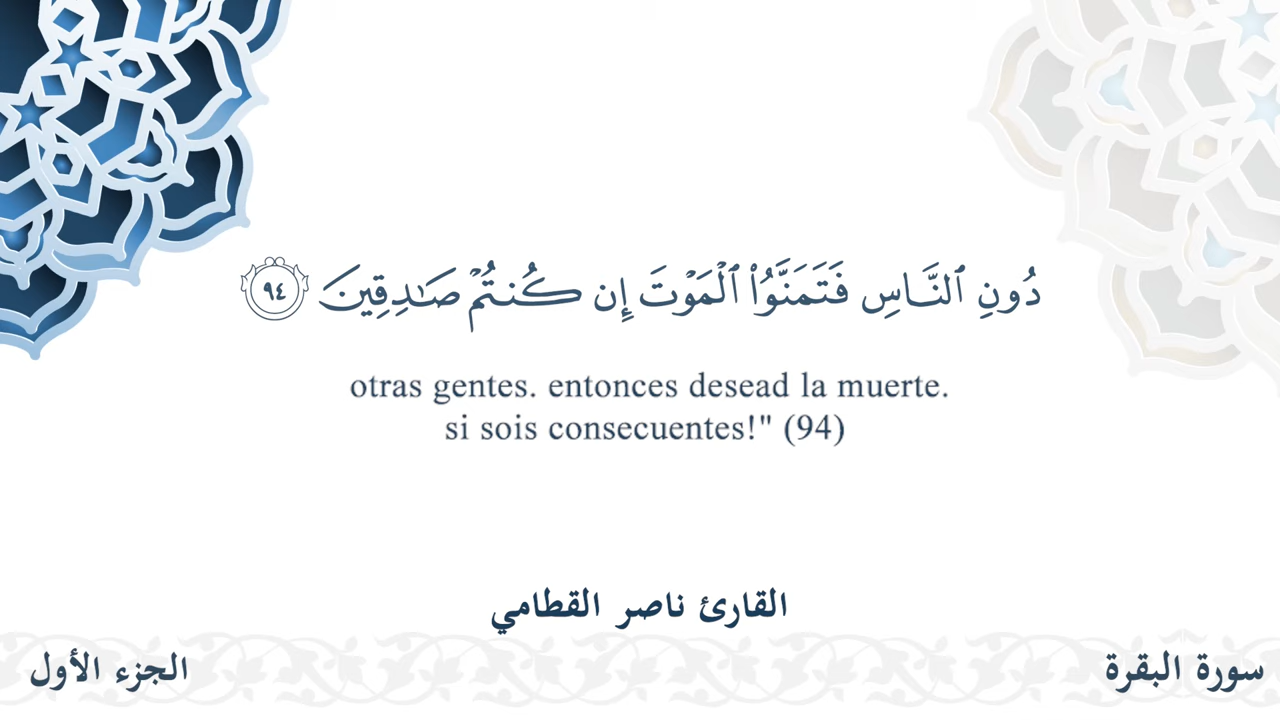 دُونِ ٱلنَّاسِ فَتَمَنَّوُا۟ ٱلْمَوْتَ إِن كُنتُمْ صَـٰدِقِينَ ٩٤
otras gentes. entonces desead la muerte.
si sois consecuentes!" (94)
القارئ ناصر القطامي
سورة البقرة
الجزء الأول